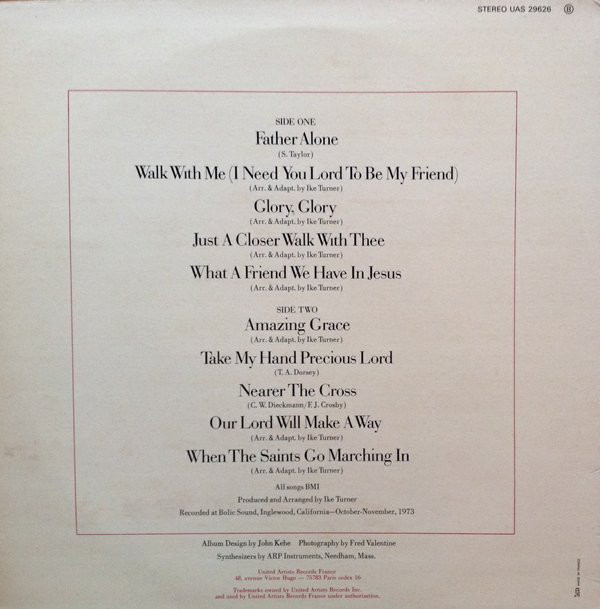 STEREO UAS 29626 Ⓑ
SIDE ONE
Father Alone
(S. Taylor)
Walk With Me (I Need You Lord To Be My Friend)
(Arr. & Adapt. by Ike Turner)
Glory, Glory
(Arr. & Adapt. by Ike Turner)
Just A Closer Walk With Thee
(Arr. & Adapt. by Ike Turner)
What A Friend We Have In Jesus
(Arr. & Adapt. by Ike Turner)
SIDE TWO
Amazing Grace
(Arr. & Adapt. by Ike Turner)
Take My Hand Precious Lord
(T. A. Dorsey)
Nearer The Cross
(C. W. Dieckmann/F. J. Crosby)
Our Lord Will Make A Way
(Arr. & Adapt. by Ike Turner)
When The Saints Go Marching In
(Arr. & Adapt. by Ike Turner)
All songs BMI
Produced and Arranged by Ike Turner
Recorded at Bolic Sound, Inglewood, California—October-November, 1973
Album Design by John Kehe Photography by Fred Valentine
Synthesizers by ARP Instruments, Needham, Mass.
United Artists Records France
48, avenue Victor Hugo — 75783 Paris cedex 16
Trademarks owned by United Artists Records Inc.
and used by United Artists Records France under authorization.
MADE IN FRANCE